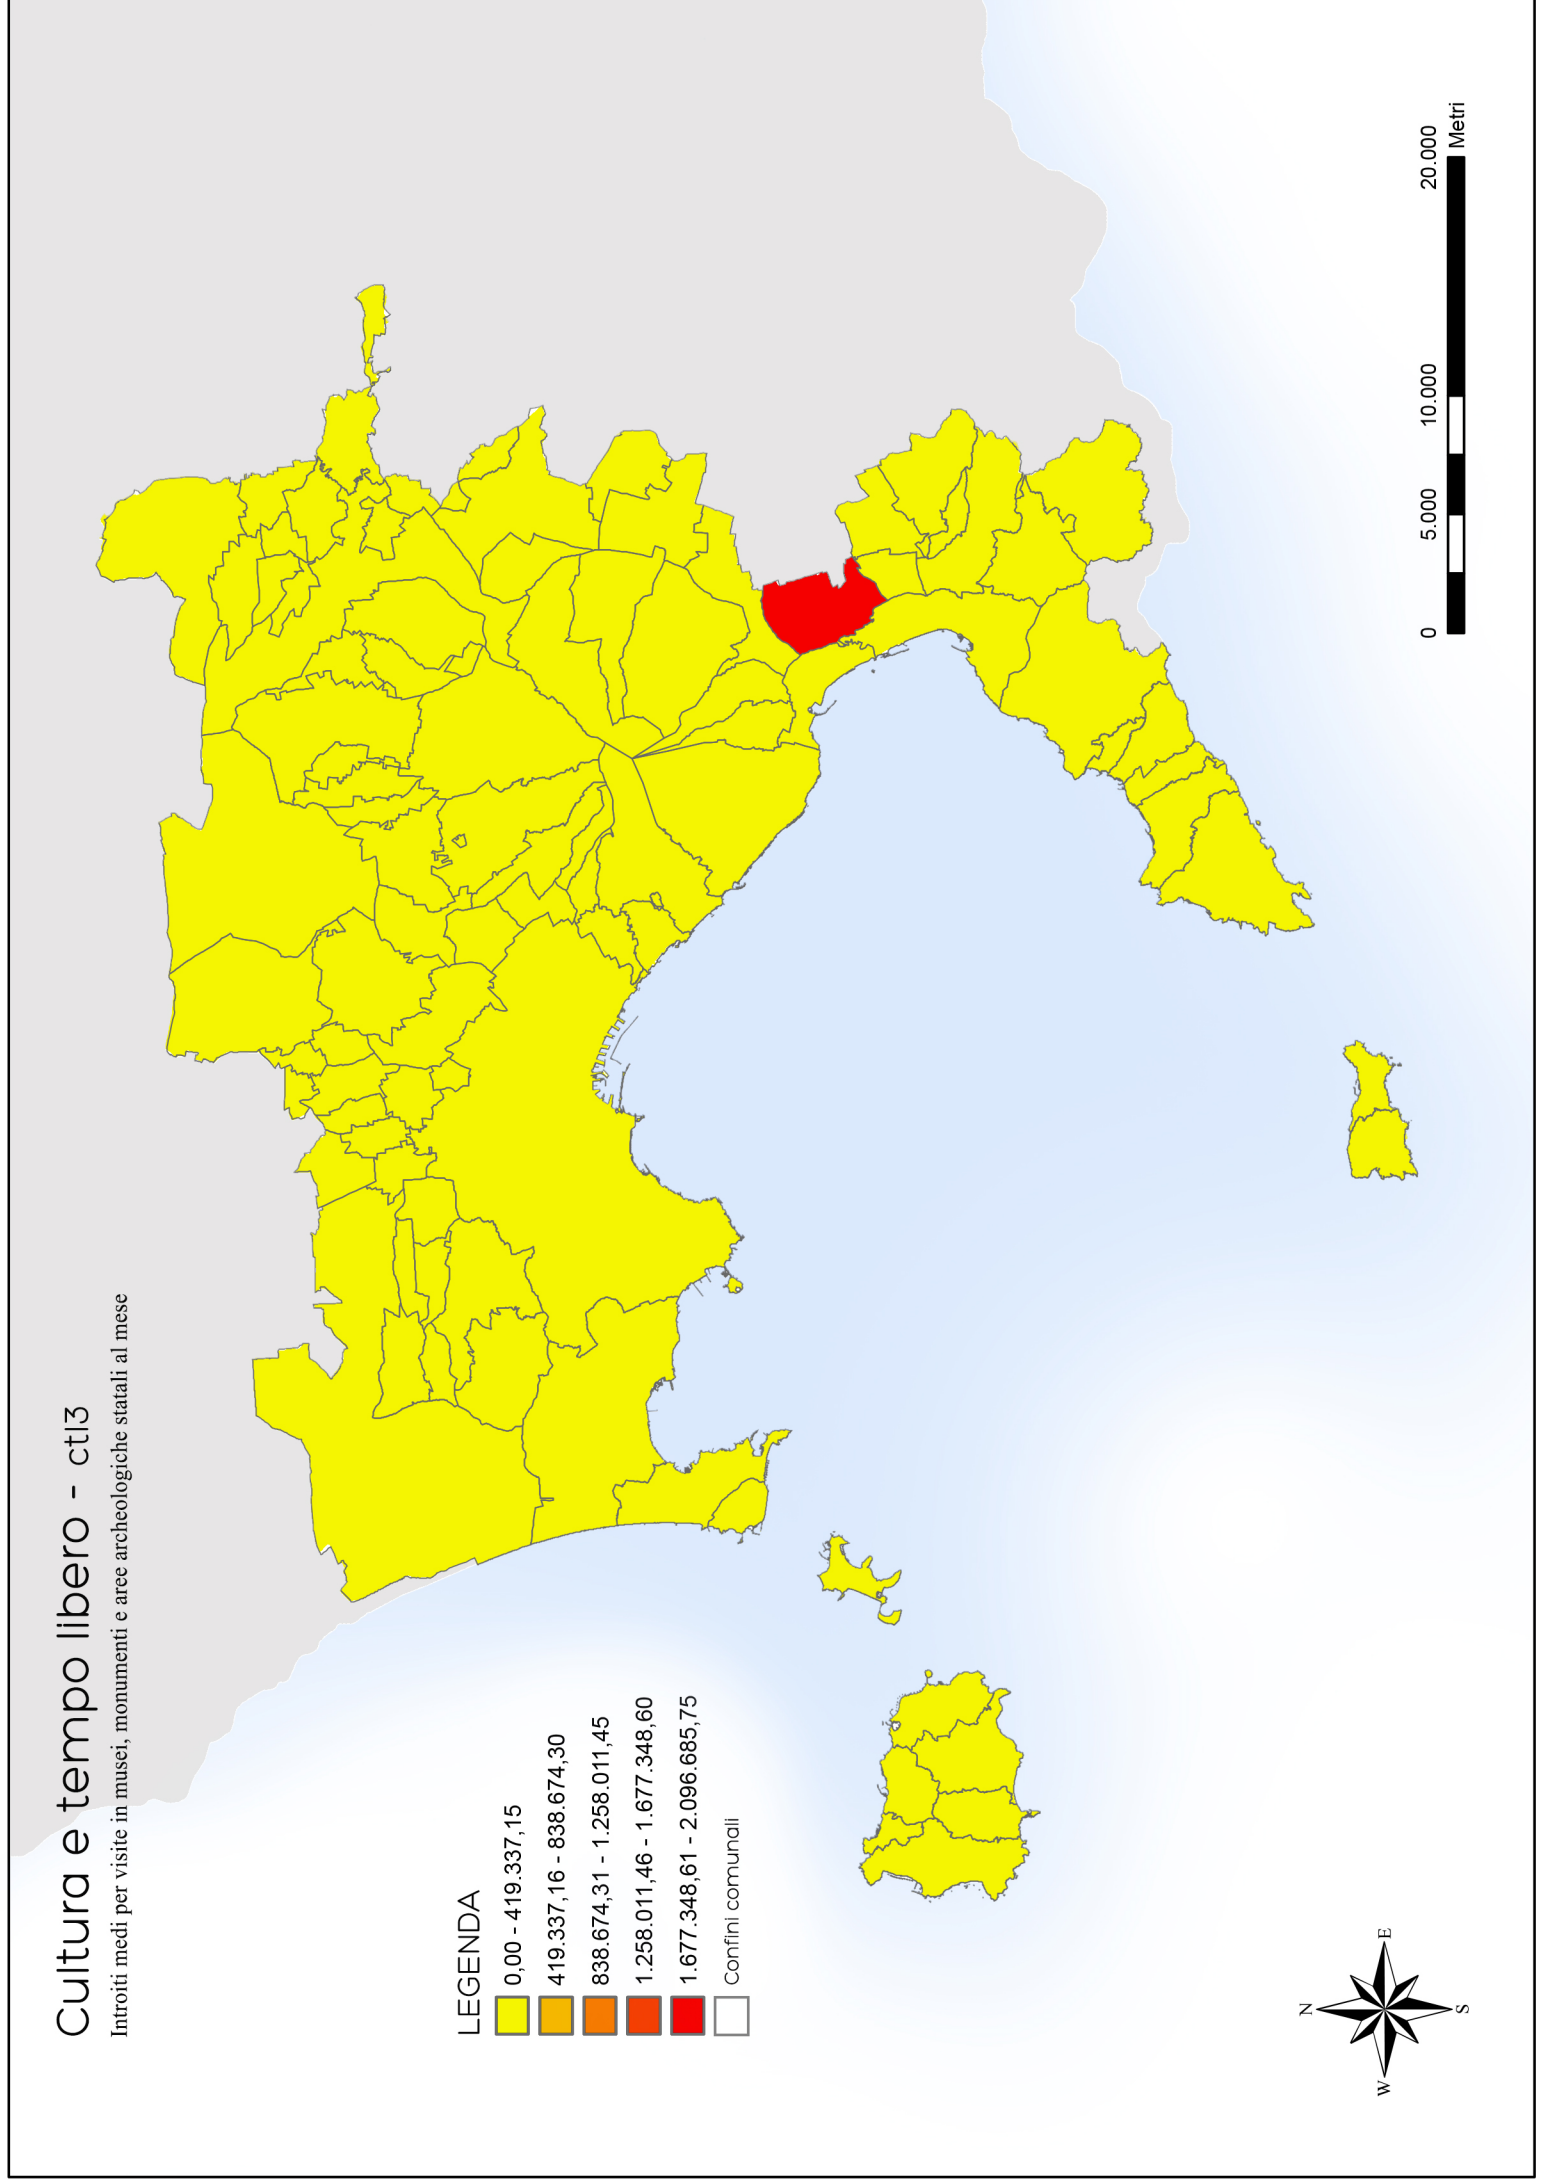 Cultura e tempo libero - ctl3
Introiti medi per visite in musei, monumenti e aree archeologiche statali al mese
LEGENDA
0,00 - 419.337,15
419.337,16 - 838.674,30
838.674,31 - 1.258.011,45
1.258.011,46 - 1.677.348,60
1.677.348,61 - 2.096.685,75
Confini comunali
N
W
E
S
0
5.000
10.000
20.000
Metri